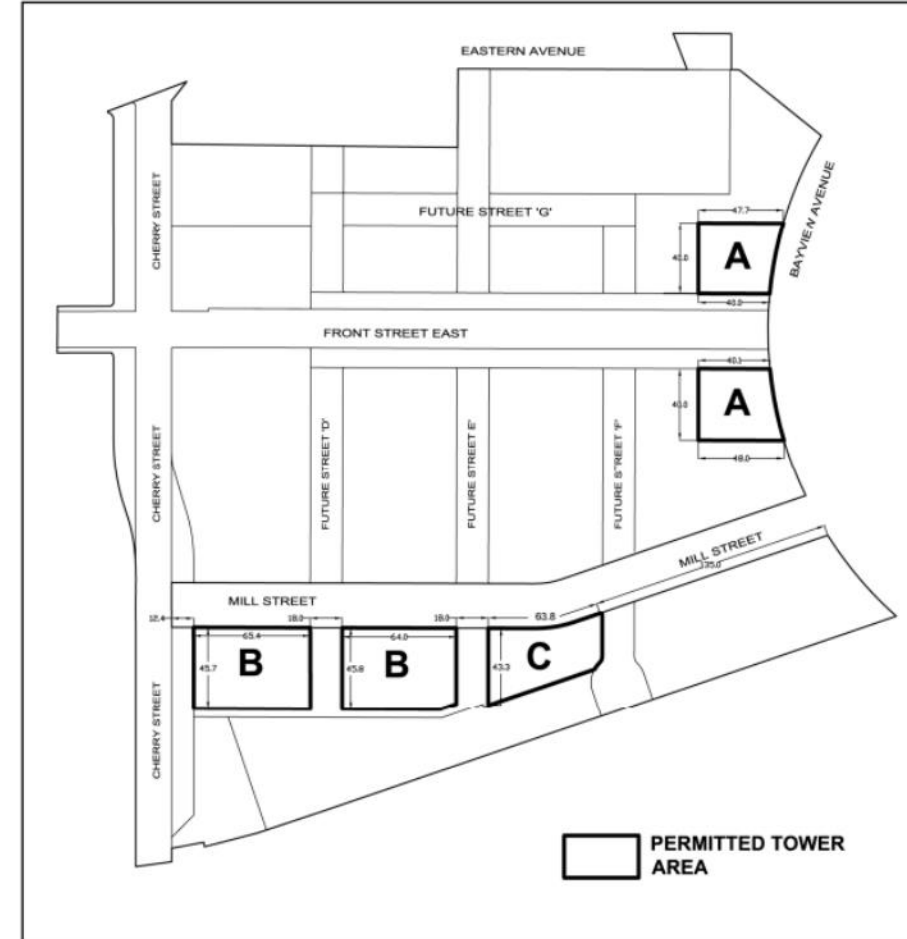 EASTERN AVENUE
CHERRY STREET
FUTURE STREET 'G'
47.7
40.0
A
40.0
BAYVIEW AVENUE
FRONT STREET EAST
40.1
40.0
A
48.0
CHERRY STREET
FUTURE STREET 'D'
FUTURE STREET 'E'
FUTURE STREET 'F'
MILL STREET
135.0
MILL STREET
12.4
18.0
18.0
63.8
65.4
64.0
45.7
B
45.8
B
43.3
C
CHERRY STREET
PERMITTED TOWER
AREA